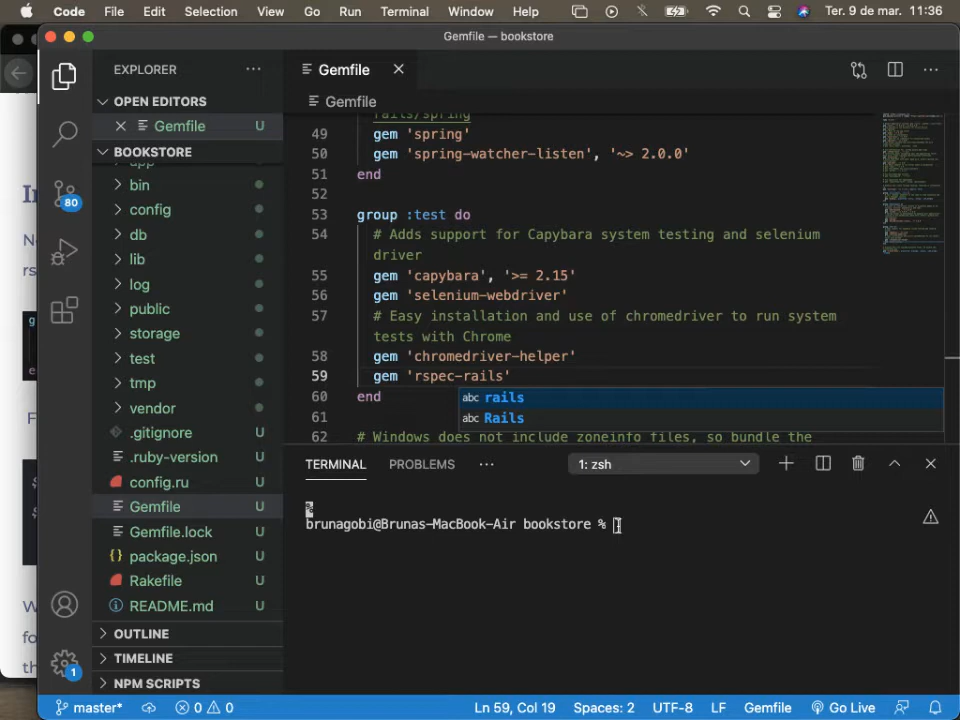 Code File Edit Selection View Go Run Terminal Window Help Ter. 9 de mar. 11:36
Gemfile — bookstore
EXPLORER
OPEN EDITORS
Gemfile U
BOOKSTORE
app
bin
config
db
lib
log
public
storage
test
tmp
vendor
.gitignore U
.ruby-version U
config.ru U
Gemfile U
Gemfile.lock U
package.json U
Rakefile U
README.md U
OUTLINE
TIMELINE
NPM SCRIPTS
80
1
Gemfile
Gemfile
rails/spring
49 gem 'spring'
50 gem 'spring-watcher-listen', '~> 2.0.0'
51 end
52
53 group :test do
54 # Adds support for Capybara system testing and selenium
driver
55 gem 'capybara', '>= 2.15'
56 gem 'selenium-webdriver'
57 # Easy installation and use of chromedriver to run system
tests with Chrome
58 gem 'chromedriver-helper'
59 gem 'rspec-rails'
60 end
abc rails
abc Rails
61
62 # Windows does not include zoneinfo files, so bundle the
TERMINAL PROBLEMS 1: zsh
%
brunagobi@Brunas-MacBook-Air bookstore %
master* 0 0 Ln 59, Col 19 Spaces: 2 UTF-8 LF Gemfile Go Live